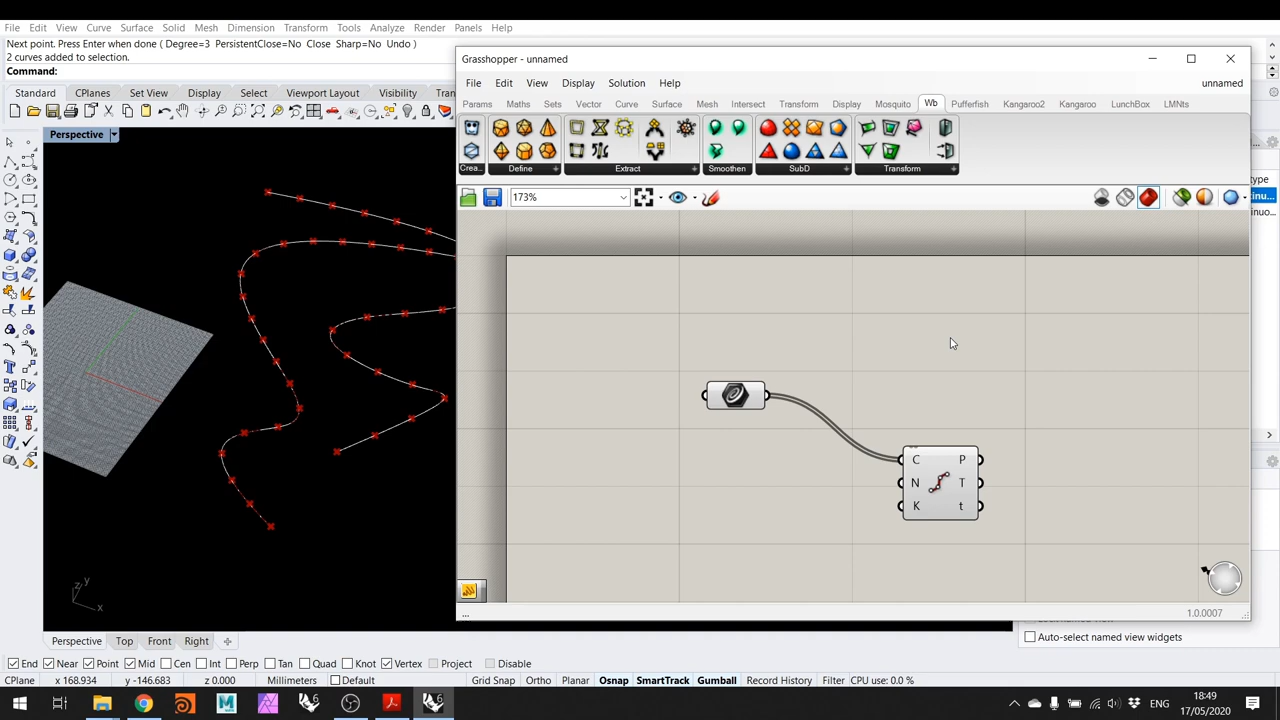 File Edit View Curve Surface Solid Mesh Dimension Transform Tools Analyze Render Panels Help
Next point. Press Enter when done ( Degree=3 PersistentClose=No Close Sharp=No Undo )
2 curves added to selection.
Command:
Standard CPlanes Set View Display Select Viewport Layout Visibility Tran
Perspective
Grasshopper - unnamed
File Edit View Display Solution Help unnamed
Params Maths Sets Vector Curve Surface Mesh Intersect Transform Display Mosquito Wb Pufferfish Kangaroo2 Kangaroo LunchBox LMNts
Crea... Define Extract Smoothen SubD Transform
173%
type
inu...
inuo...
C P
N T
K t
z y
x
... 1.0.0007
Perspective Top Front Right
Auto-select named view widgets
End Near Point Mid Cen Int Perp Tan Quad Knot Vertex Project Disable
CPlane x 168.934 y -146.683 z 0.000 Millimeters Default Grid Snap Ortho Planar Osnap SmartTrack Gumball Record History Filter CPU use: 0.0 %
ENG 18:49
17/05/2020